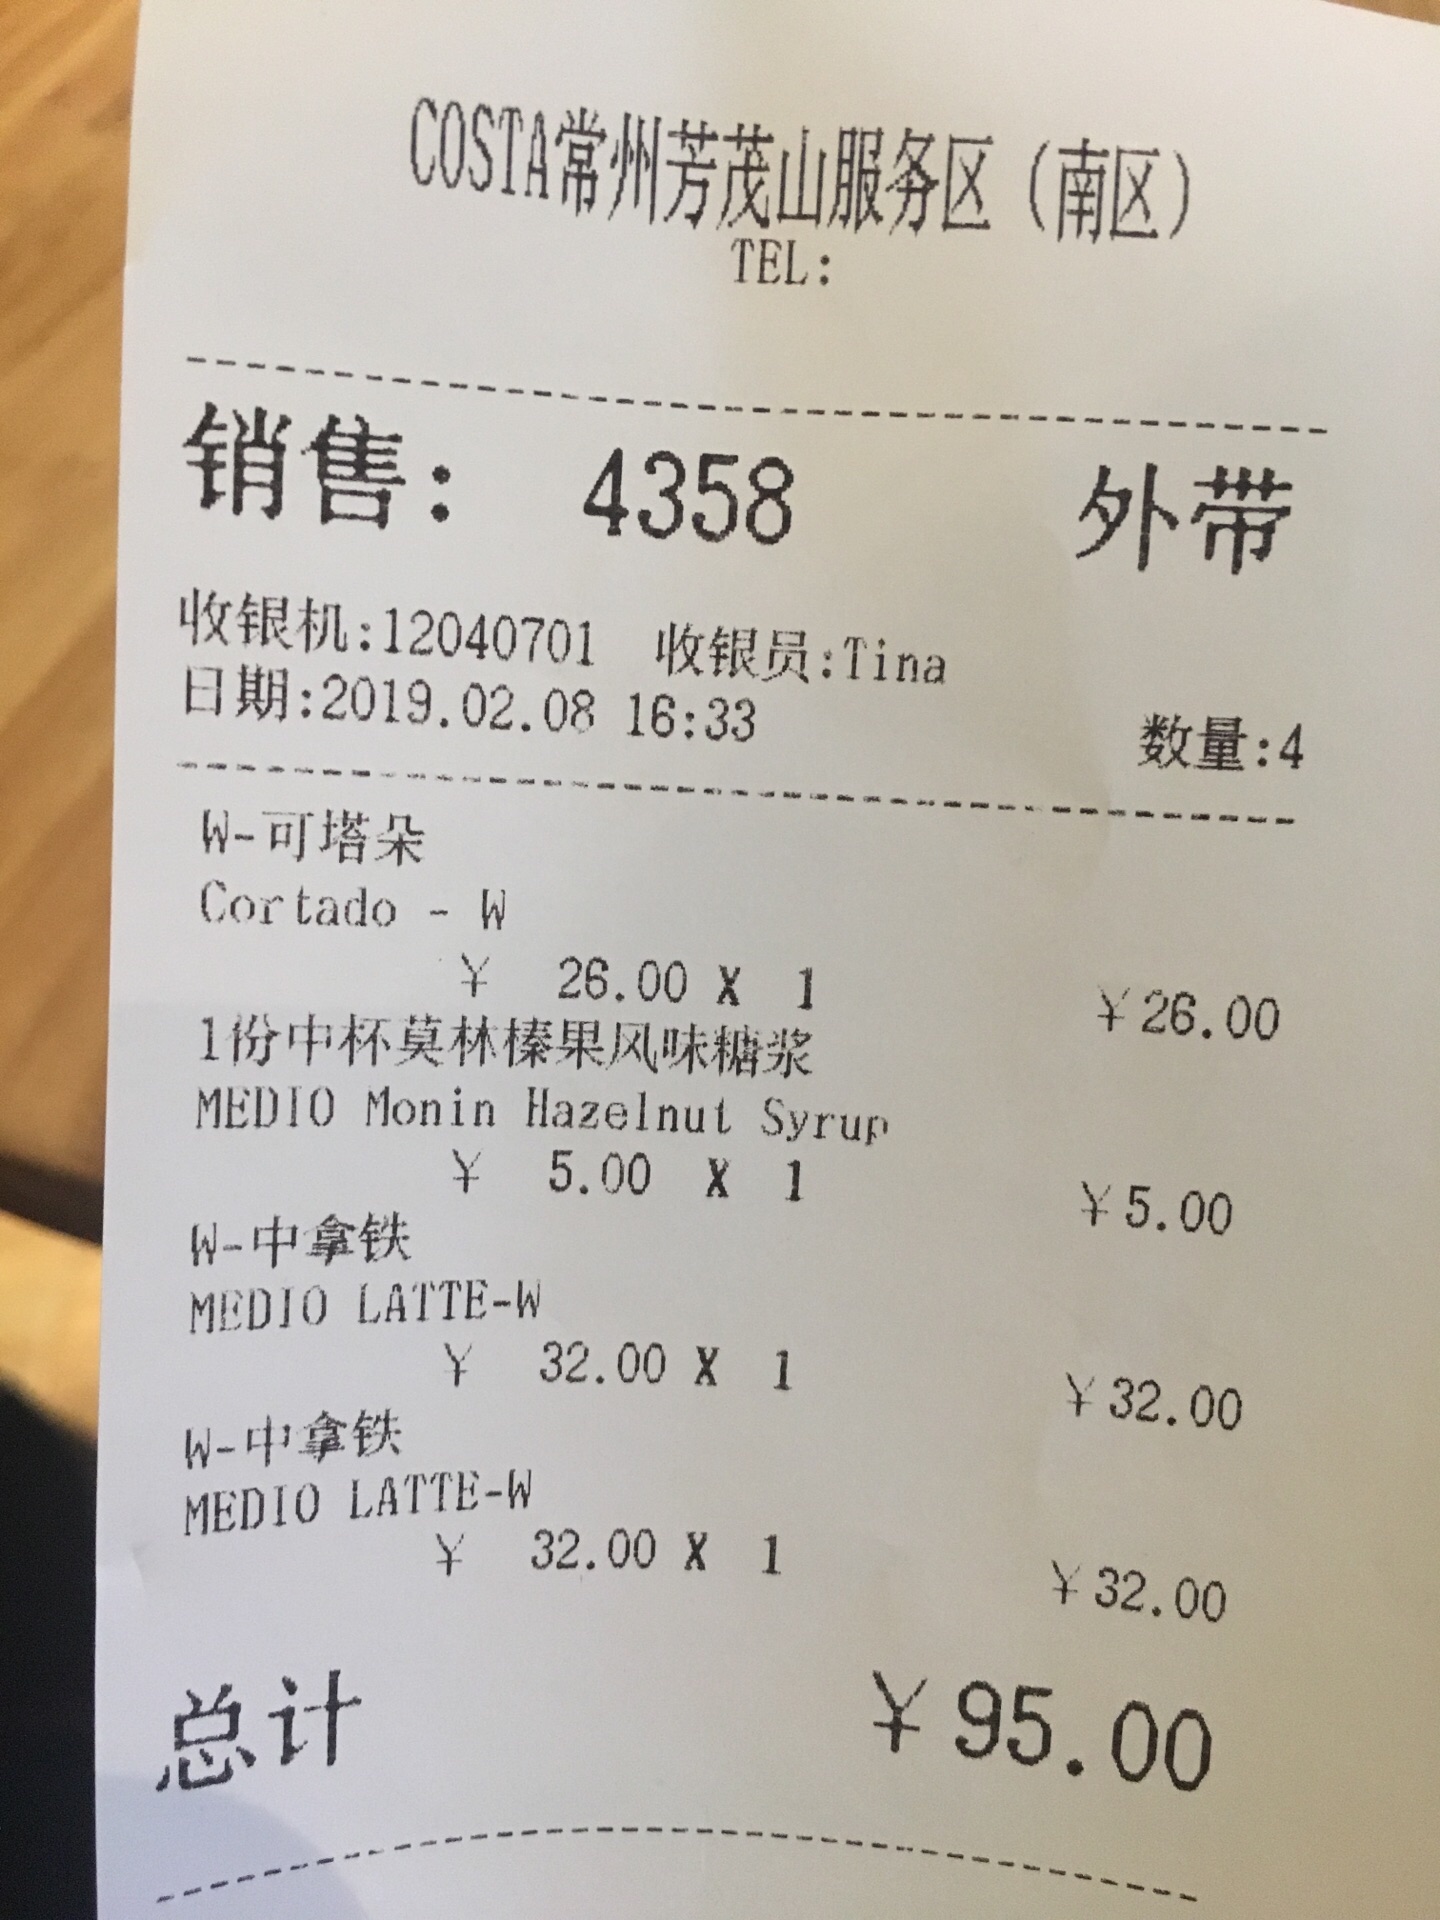 COSTA常州芳茂山服务区（南区）
TEL:
销售: 4358 外带
收银机:12040701 收银员:Tina
日期:2019.02.08 16:33 数量:4
W-可塔朵
Cortado - W
￥ 26.00 X 1 ￥26.00
1份中杯莫林榛果风味糖浆
MEDIO Monin Hazelnut Syrup
￥ 5.00 X 1 ￥5.00
W-中拿铁
MEDIO LATTE-W
￥ 32.00 X 1 ￥32.00
W-中拿铁
MEDIO LATTE-W
￥ 32.00 X 1 ￥32.00
总计 ￥95.00